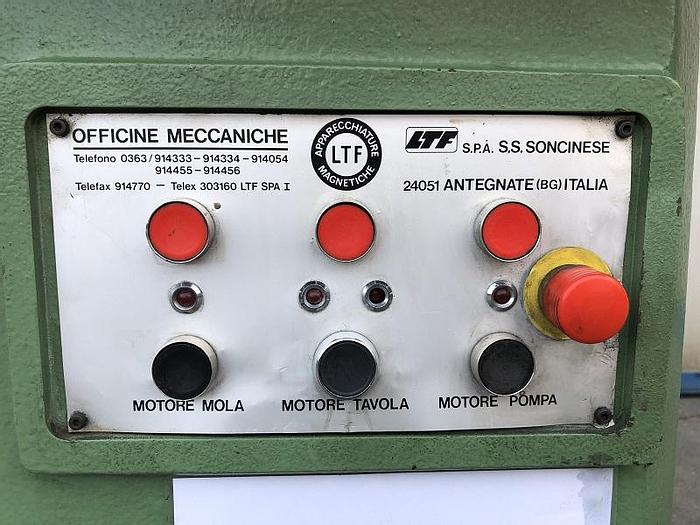 OFFICINE MECCANICHE
Telefono 0363/914333-914334-914054
914455-914456
Telefax 914770 - Telex 303160 LTF SPA I
APPARECCHIATURE
LTF
MAGNETICHE
LTF S.P.A. S.S. SONCINESE
24051 ANTEGNATE (BG) ITALIA
MOTORE MOLA
MOTORE TAVOLA
MOTORE POMPA